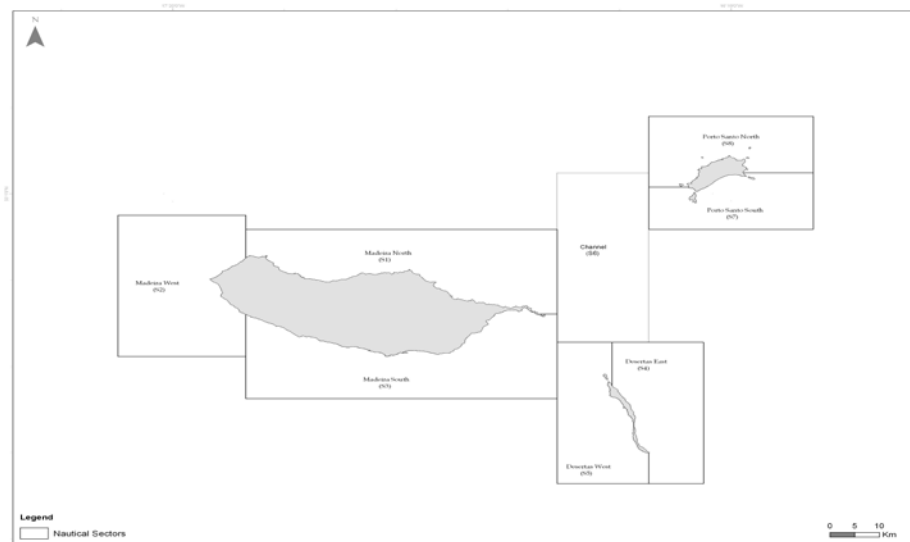 N
Porto Santo North
(S8)
Porto Santo South
(S7)
Channel
(S6)
Madeira North
(S1)
Madeira West
(S2)
Madeira South
(S3)
Desertas East
(S4)
Desertas West
(S5)
Legend
Nautical Sectors
0 5 10
Km